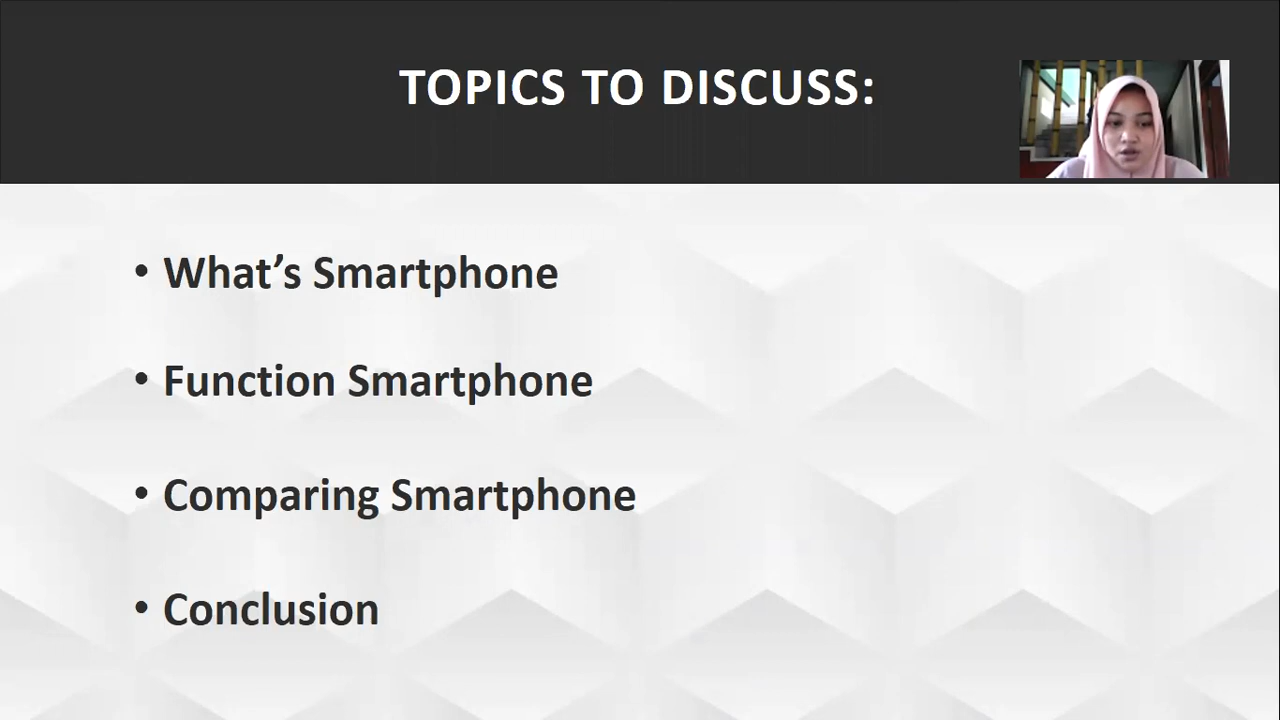 TOPICS TO DISCUSS:
• What’s Smartphone
• Function Smartphone
• Comparing Smartphone
• Conclusion